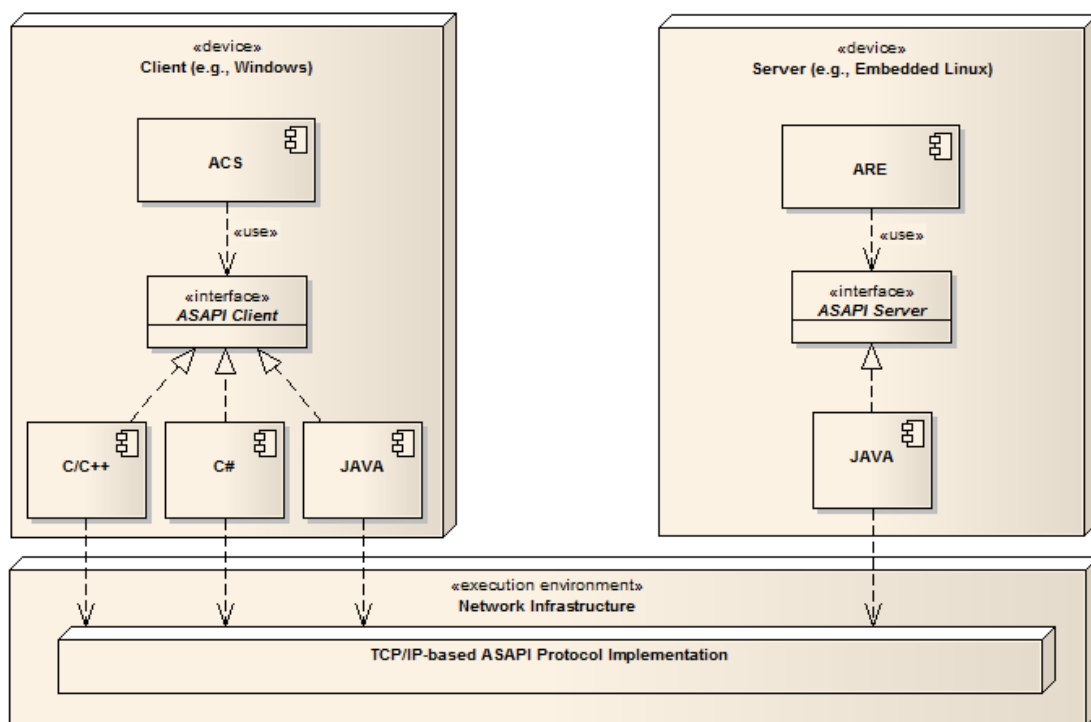 «device»
Client (e.g., Windows)
ACS
«use»
«interface»
ASAPI Client
C/C++
C#
JAVA
«device»
Server (e.g., Embedded Linux)
ARE
«use»
«interface»
ASAPI Server
JAVA
«execution environment»
Network Infrastructure
TCP/IP-based ASAPI Protocol Implementation